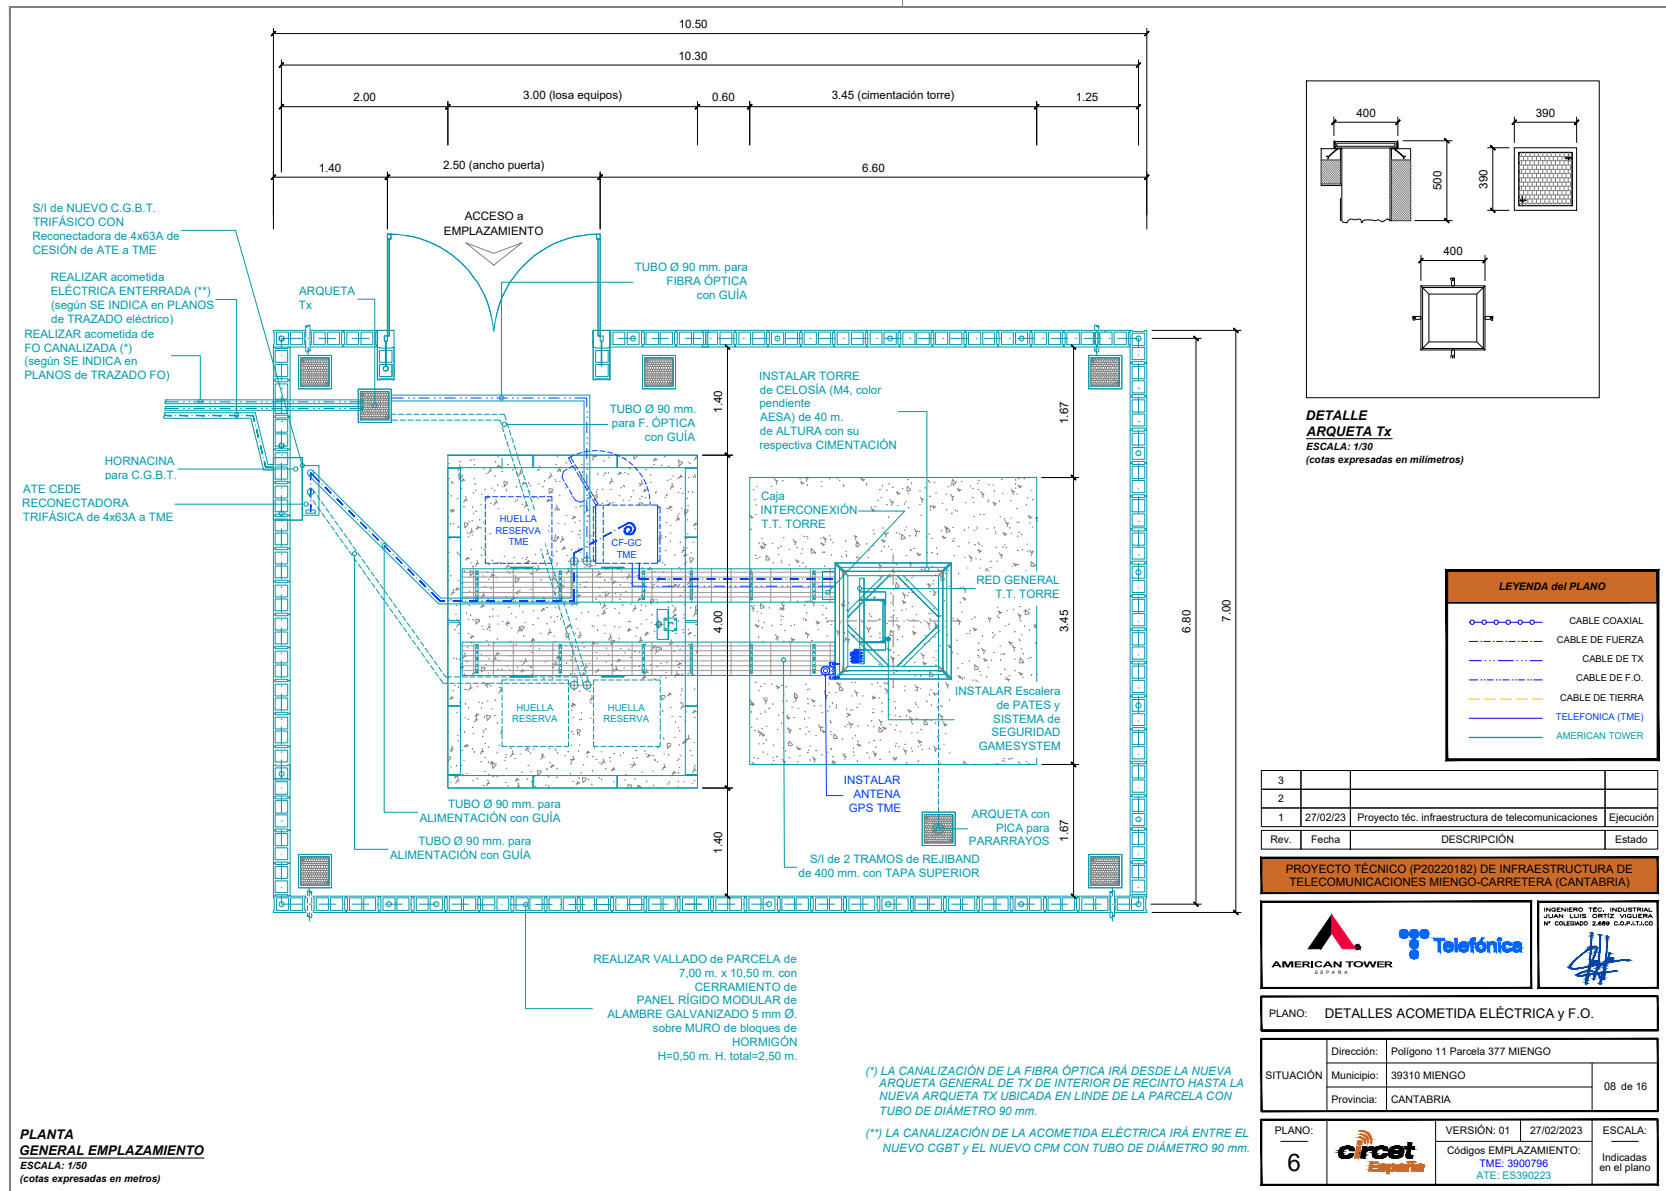 10.50
10.30
2.00
3.00 (losa equipos)
0.60
3.45 (cimentación torre)
1.25
1.40
2.50 (ancho puerta)
6.60
S/I de NUEVO C.G.B.T.
TRIFÁSICO CON
Reconectadora de 4x63A de
CESIÓN de ATE a TME
REALIZAR acometida
ELÉCTRICA ENTERRADA (**)
(según SE INDICA en PLANOS
de TRAZADO eléctrico)
REALIZAR acometida de
FO CANALIZADA (*)
(según SE INDICA en
PLANOS de TRAZADO FO)
ARQUETA
Tx
ACCESO a
EMPLAZAMIENTO
TUBO Ø 90 mm. para
FIBRA ÓPTICA
con GUÍA
TUBO Ø 90 mm.
para F. ÓPTICA
con GUÍA
INSTALAR TORRE
de CELOSÍA (M4, color
pendiente
AESA) de 40 m.
de ALTURA con su
respectiva CIMENTACIÓN
HORNACINA
para C.G.B.T.
ATE CEDE
RECONECTADORA
TRIFÁSICA de 4x63A a TME
HUELLA
RESERVA
TME
CF-GC
TME
Caja
INTERCONEXIÓN
T.T. TORRE
RED GENERAL
T.T. TORRE
1.40
4.00
1.40
1.67
3.45
1.67
6.80
7.00
HUELLA
RESERVA
HUELLA
RESERVA
INSTALAR Escalera
de PATES y
SISTEMA de
SEGURIDAD
GAMESYSTEM
INSTALAR
ANTENA
GPS TME
TUBO Ø 90 mm. para
ALIMENTACIÓN con GUÍA
TUBO Ø 90 mm. para
ALIMENTACIÓN con GUÍA
ARQUETA con
PICA para
PARARRAYOS
S/I de 2 TRAMOS de REJIBAND
de 400 mm. con TAPA SUPERIOR
REALIZAR VALLADO de PARCELA de
7,00 m. x 10,50 m. con
CERRAMIENTO de
PANEL RÍGIDO MODULAR de
ALAMBRE GALVANIZADO 5 mm Ø.
sobre MURO de bloques de
HORMIGÓN
H=0,50 m. H. total=2,50 m.
(*) LA CANALIZACIÓN DE LA FIBRA ÓPTICA IRÁ DESDE LA NUEVA
ARQUETA GENERAL DE TX DE INTERIOR DE RECINTO HASTA LA
NUEVA ARQUETA TX UBICADA EN LINDE DE LA PARCELA CON
TUBO DE DIÁMETRO 90 mm.
(**) LA CANALIZACIÓN DE LA ACOMETIDA ELÉCTRICA IRÁ ENTRE EL
NUEVO CGBT y EL NUEVO CPM CON TUBO DE DIÁMETRO 90 mm.
PLANTA
GENERAL EMPLAZAMIENTO
ESCALA: 1/50
(cotas expresadas en metros)
400
500
390
390
400
DETALLE
ARQUETA Tx
ESCALA: 1/30
(cotas expresadas en milímetros)
LEYENDA del PLANO
CABLE COAXIAL
CABLE DE FUERZA
CABLE DE TX
CABLE DE F.O.
CABLE DE TIERRA
TELEFONICA (TME)
AMERICAN TOWER
3
2
1 27/02/23 Proyecto téc. infraestructura de telecomunicaciones Ejecución
Rev. Fecha DESCRIPCIÓN Estado
PROYECTO TÉCNICO (P20220182) DE INFRAESTRUCTURA DE
TELECOMUNICACIONES MIENGO-CARRETERA (CANTABRIA)
AMERICAN TOWER
ESPAÑA
Telefónica
INGENIERO TÉC. INDUSTRIAL
JUAN LUIS ORTÍZ VIGUERA
Nº COLEGIADO 2.689 C.O.P.I.T.I.CO
PLANO: DETALLES ACOMETIDA ELÉCTRICA y F.O.
SITUACIÓN
Dirección: Polígono 11 Parcela 377 MIENGO
Municipio: 39310 MIENGO
Provincia: CANTABRIA
08 de 16
PLANO:
6
circet
España
VERSIÓN: 01 27/02/2023
Códigos EMPLAZAMIENTO:
TME: 3900796
ATE: ES390223
ESCALA:
Indicadas
en el plano